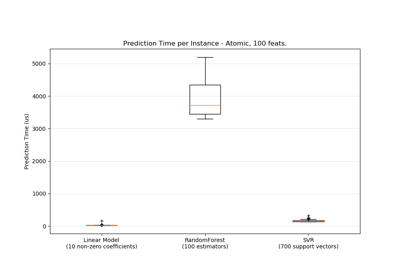 Prediction Time per Instance - Atomic, 100 feats.
5000
4000
3000
2000
1000
0
Prediction Time (us)
Linear Model
(10 non-zero coefficients)
RandomForest
(100 estimators)
SVR
(700 support vectors)